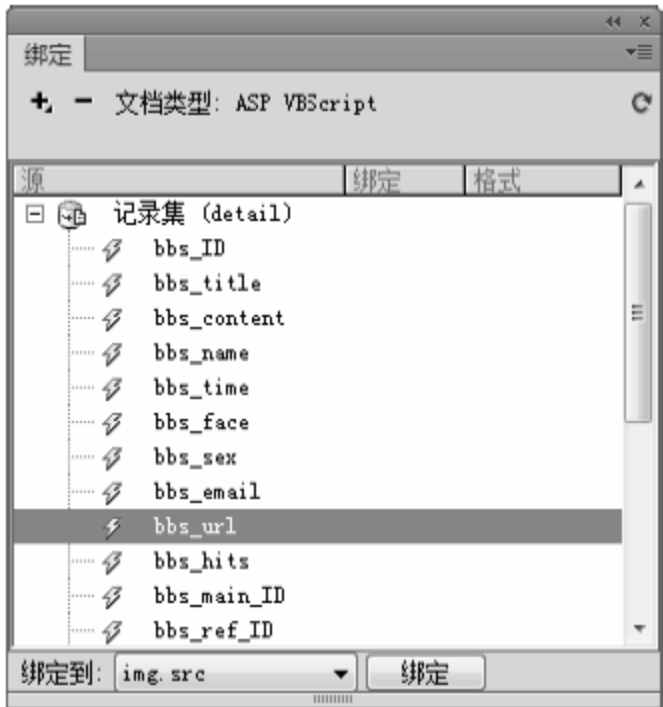 绑定
文档类型: ASP VBScript
源 绑定 格式
记录集 (detail)
bbs_ID
bbs_title
bbs_content
bbs_name
bbs_time
bbs_face
bbs_sex
bbs_email
bbs_url
bbs_hits
bbs_main_ID
bbs_ref_ID
绑定到: img.src 绑定